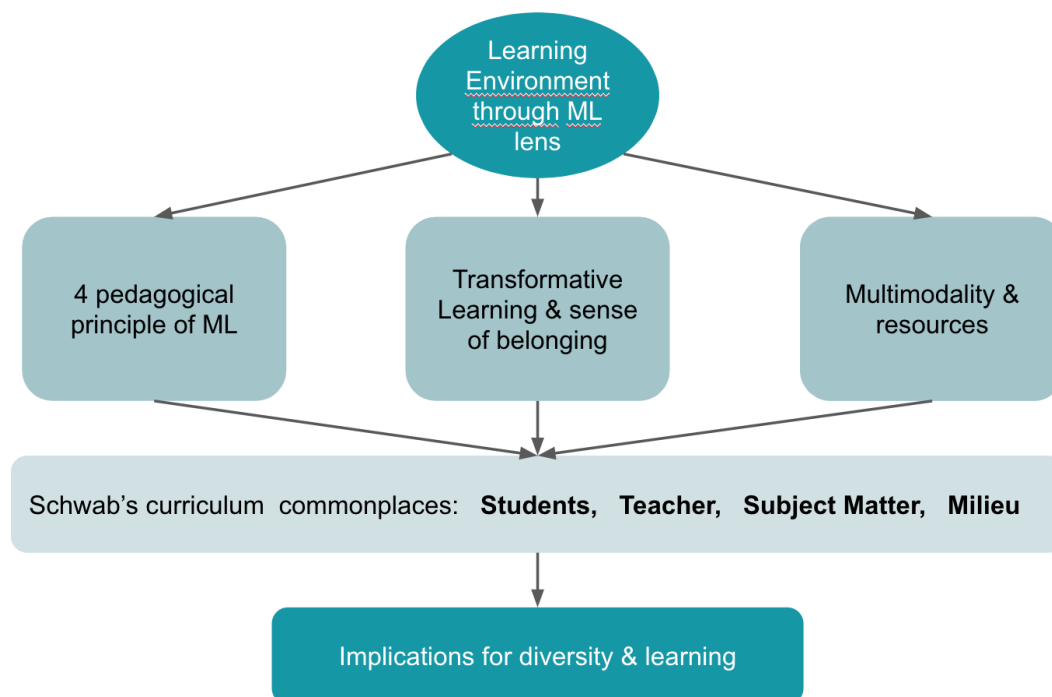 Learning
Environment
through ML
lens
4 pedagogical
principle of ML
Transformative
Learning & sense
of belonging
Multimodality &
resources
Schwab's curriculum commonplaces: Students, Teacher, Subject Matter, Milieu
Implications for diversity & learning